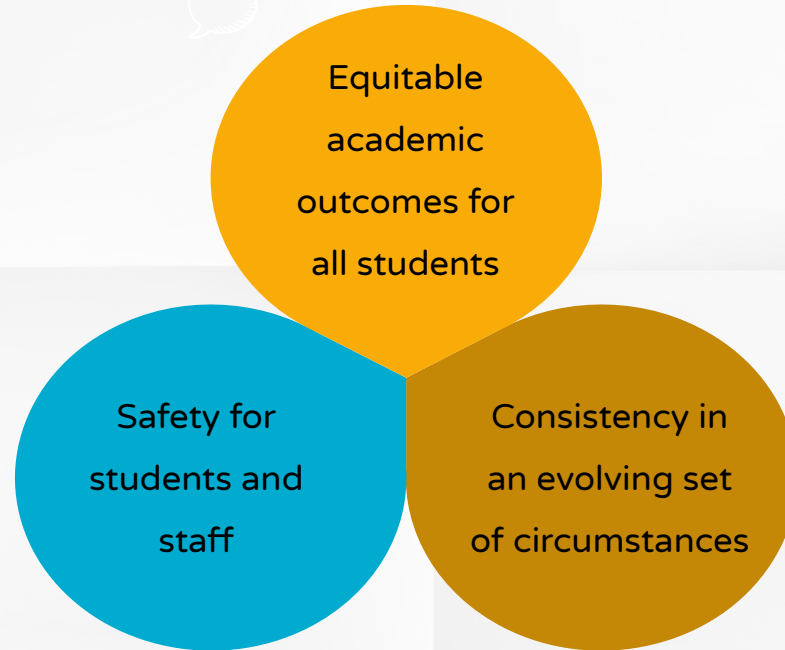 Equitable
academic
outcomes for
all students
Safety for
students and
staff
Consistency in
an evolving set
of circumstances